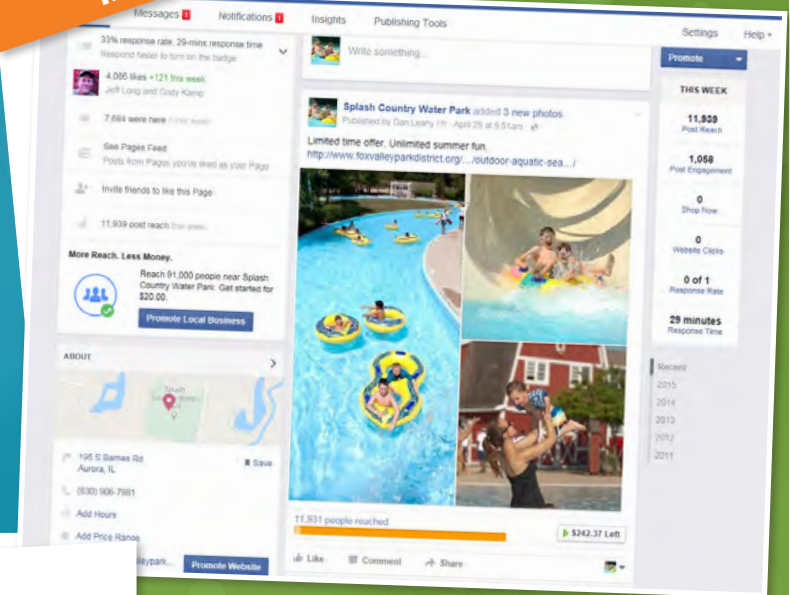 Messages 1
Notifications 1
Insights
Publishing Tools
Settings
Help
33% response rate, 29-mins response time
Respond faster to turn on the badge
4,086 likes +121 this week
Jeff Long and Cody Kamp
7,664 were here
See Pages Feed
Posts from Pages you've liked as your Page
Invite friends to like this Page
11,939 post reach this week
More Reach. Less Money.
Reach 91,000 people near Splash
Country Water Park. Get started for
$20.00.
Promote Local Business
ABOUT
Splash
195 S Barnes Rd
Aurora, IL
Save
(630) 906-7981
Add Hours
Add Price Range
Promote Website
Write something...
Splash Country Water Park added 3 new photos
Published by Dan Leahy · April 29 at 9:51am
Limited time offer. Unlimited summer fun.
http://www.foxvalleyparkdistrict.org/.../outdoor-aquatic-sea.../
11,931 people reached
$242.37 Left
Like
Comment
Share
Promote
THIS WEEK
11,939
Post Reach
1,058
Post Engagement
0
Shop Now
0
Website Clicks
0 of 1
Response Rate
29 minutes
Response Time
Recent
2015
2014
2013
2012
2011